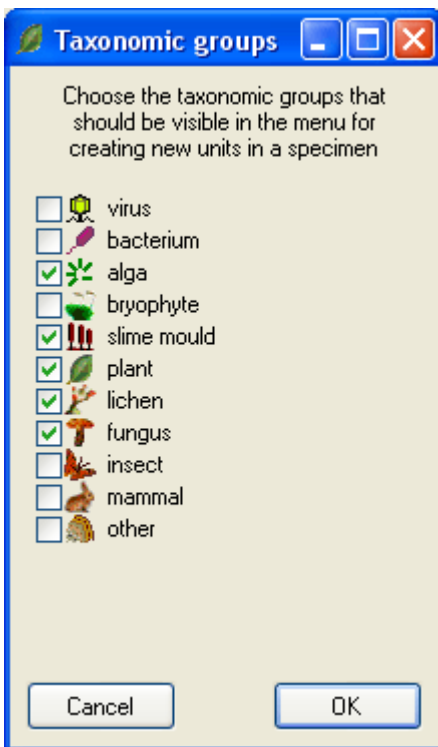 Taxonomic groups
Choose the taxonomic groups that
should be visible in the menu for
creating new units in a specimen
virus
bacterium
alga
bryophyte
slime mould
plant
lichen
fungus
insect
mammal
other
Cancel OK